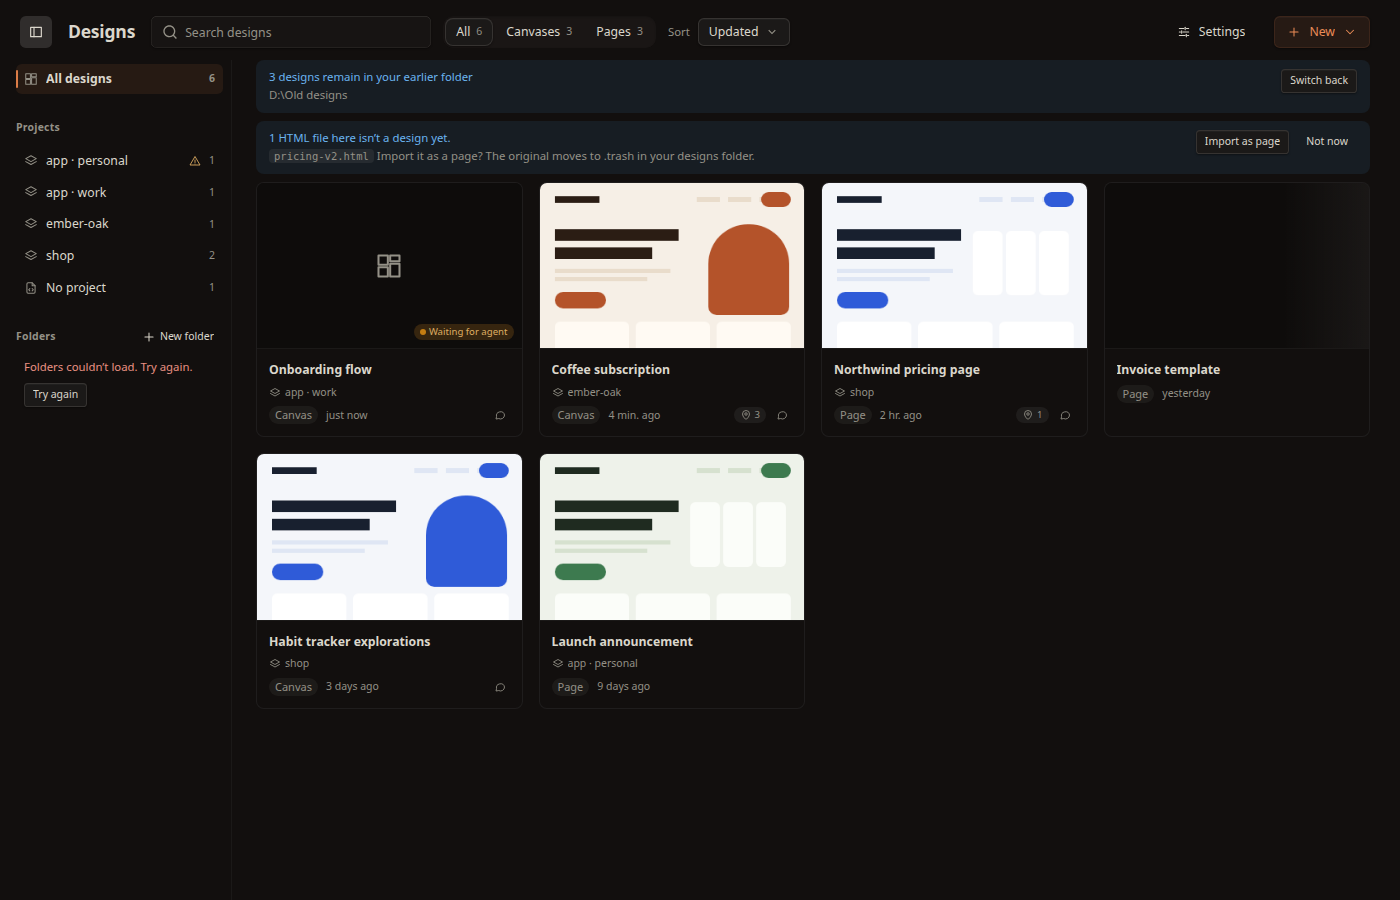 Designs
Search designs
All 6
Canvases 3
Pages 3
Sort
Updated
Settings
New
All designs 6
Projects
app · personal 1
app · work 1
ember-oak 1
shop 2
No project 1
Folders
New folder
Folders couldn’t load. Try again.
Try again
3 designs remain in your earlier folder
D:\Old designs
Switch back
1 HTML file here isn’t a design yet.
pricing-v2.html Import it as a page? The original moves to .trash in your designs folder.
Import as page
Not now
Waiting for agent
Onboarding flow
app · work
Canvas just now
Coffee subscription
ember-oak
Canvas 4 min. ago 3
Northwind pricing page
shop
Page 2 hr. ago 1
Invoice template
Page yesterday
Habit tracker explorations
shop
Canvas 3 days ago
Launch announcement
app · personal
Page 9 days ago